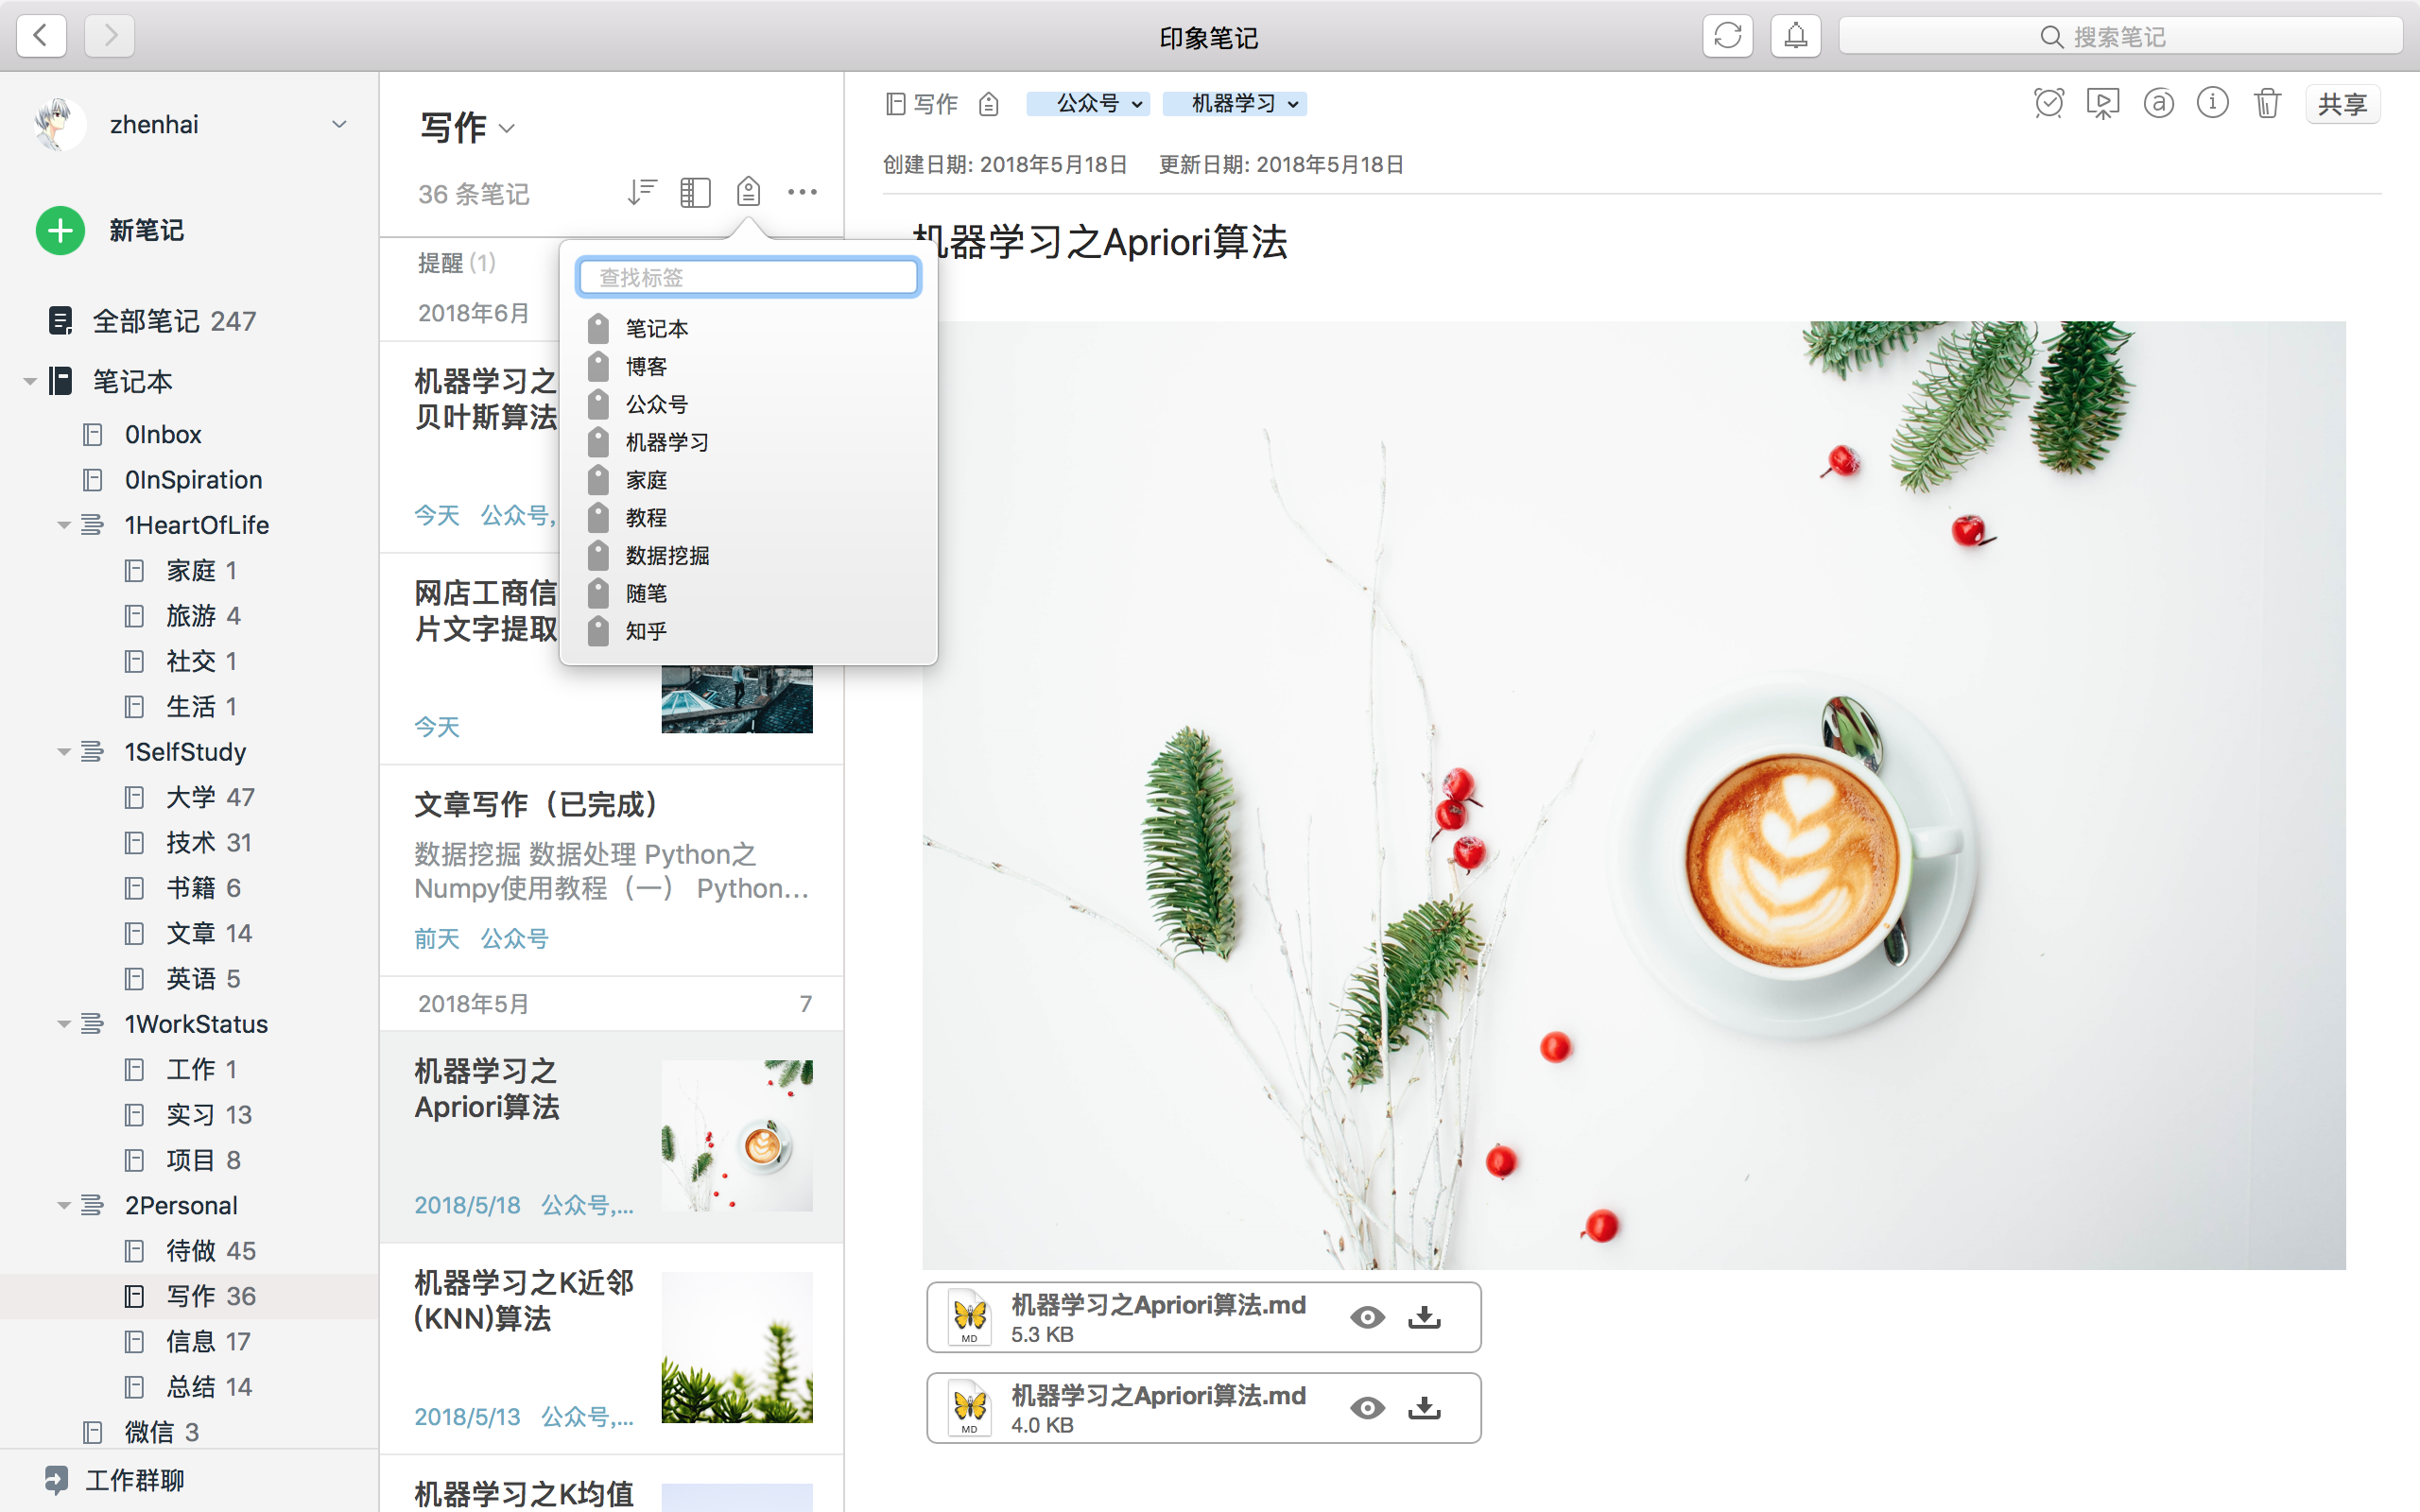 印象笔记
搜索笔记
zhenhai
新笔记
全部笔记 247
笔记本
0Inbox
0InSpiration
1HeartOfLife
家庭 1
旅游 4
社交 1
生活 1
1SelfStudy
大学 47
技术 31
书籍 6
文章 14
英语 5
1WorkStatus
工作 1
实习 13
项目 8
2Personal
待做 45
写作 36
信息 17
总结 14
微信 3
工作群聊
写作
36 条笔记
提醒 (1)
2018年6月
机器学习之
贝叶斯算法
今天 公众号,
网店工商信
片文字提取
今天
文章写作（已完成）
数据挖掘 数据处理 Python之
Numpy使用教程（一） Python...
前天 公众号
2018年5月 7
机器学习之
Apriori算法
2018/5/18 公众号,...
机器学习之K近邻
(KNN)算法
2018/5/13 公众号,...
机器学习之K均值
查找标签
笔记本
博客
公众号
机器学习
家庭
教程
数据挖掘
随笔
知乎
写作 公众号 机器学习
共享
创建日期: 2018年5月18日 更新日期: 2018年5月18日
机器学习之Apriori算法
机器学习之Apriori算法.md
5.3 KB
MD
机器学习之Apriori算法.md
4.0 KB
MD